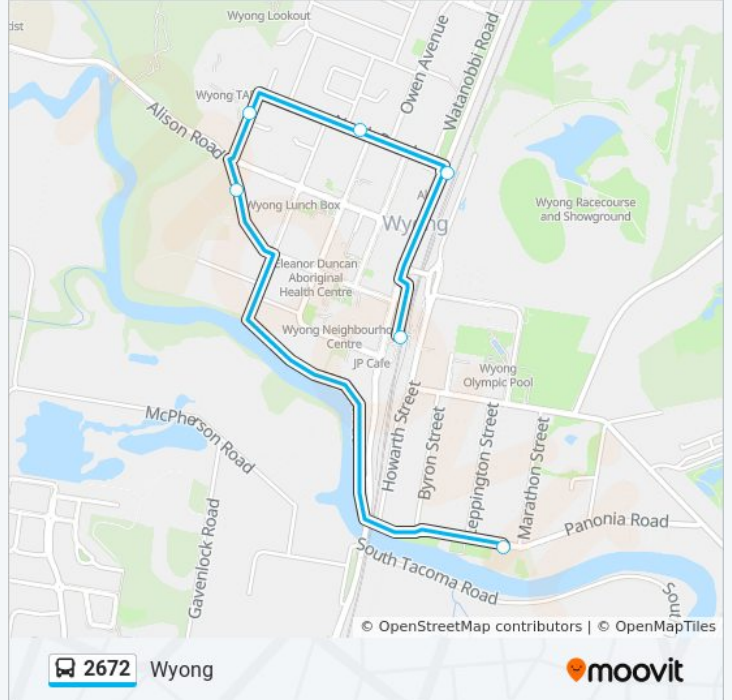 dst
Wyong Lookout
Owen Avenue
Watanobbi Road
Wyong TAF
Alison Road
Wyong Racecourse
and Showground
Wyong Lunch Box
Wyong
Eleanor Duncan
Aboriginal
Health Centre
Wyong Neighbourho
Centre
JP Cafe
Wyong
Olympic Pool
McPherson Road
Howarth Street
Byron Street
Leppington Street
Marathon Street
Panonia Road
Gavenlock Road
South Tacoma Road
Sout
© OpenStreetMap contributors | © OpenMapTiles
2672 Wyong
moovit